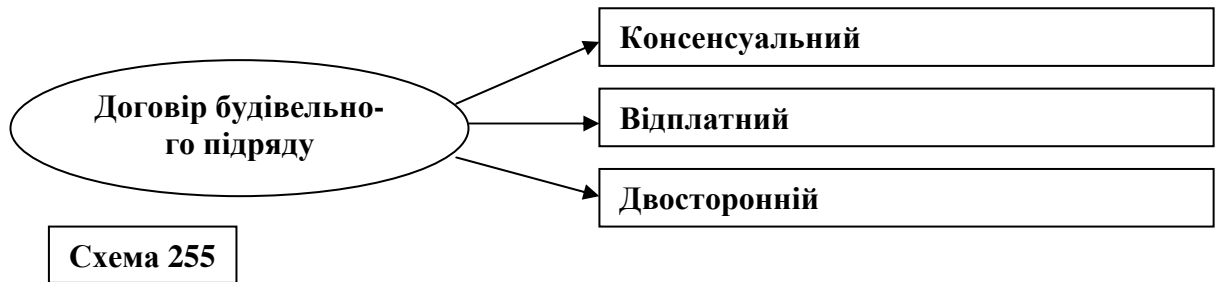 Консенсуальний
Договір будівельно-
го підряду
Відплатний
Двосторонній
Схема 255